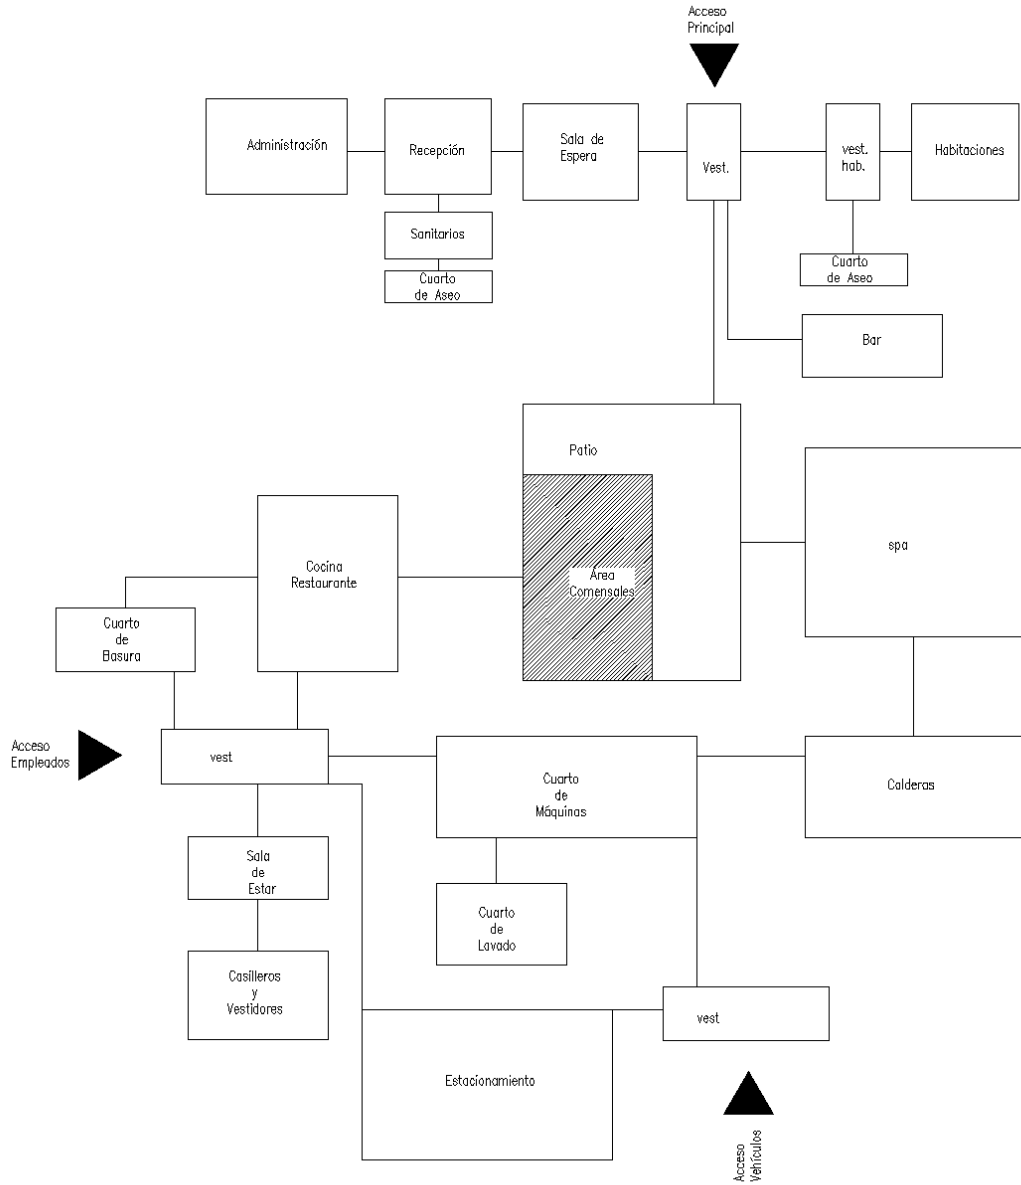 Acceso
Principal
Administración
Recepción
Sala de
Espera
Vest.
vest.
hab.
Habitaciones
Sanitarios
Cuarto
de Aseo
Cuarto
de Aseo
Bar
Patio
Área
Comensales
spa
Cocina
Restaurante
Cuarto
de
Basura
Acceso
Empleados
vest
Cuarto
de
Máquinas
Calderas
Sala
de
Estar
Cuarto
de
Lavado
Casilleros
y
Vestidores
vest
Estacionamiento
Acceso
Vehículos